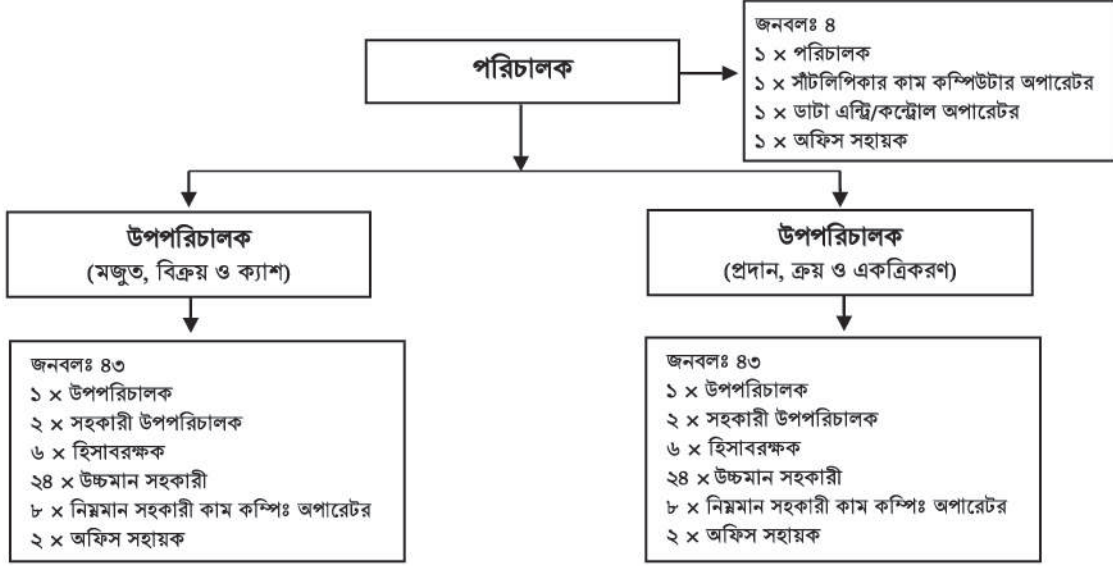 পরিচালক
জনবলঃ ৪
১ × পরিচালক
১ × সাঁটলিপিকার কাম কম্পিউটার অপারেটর
১ × ডাটা এন্ট্রি/কন্ট্রোল অপারেটর
১ × অফিস সহায়ক
উপপরিচালক
(মজুত, বিক্রয় ও ক্যাশ)
উপপরিচালক
(প্রদান, ক্রয় ও একত্রিকরণ)
জনবলঃ ৪৩
১ × উপপরিচালক
২ × সহকারী উপপরিচালক
৬ × হিসাবরক্ষক
২৪ × উচ্চমান সহকারী
৮ × নিম্নমান সহকারী কাম কম্পিঃ অপারেটর
২ × অফিস সহায়ক
জনবলঃ ৪৩
১ × উপপরিচালক
২ × সহকারী উপপরিচালক
৬ × হিসাবরক্ষক
২৪ × উচ্চমান সহকারী
৮ × নিম্নমান সহকারী কাম কম্পিঃ অপারেটর
২ × অফিস সহায়ক